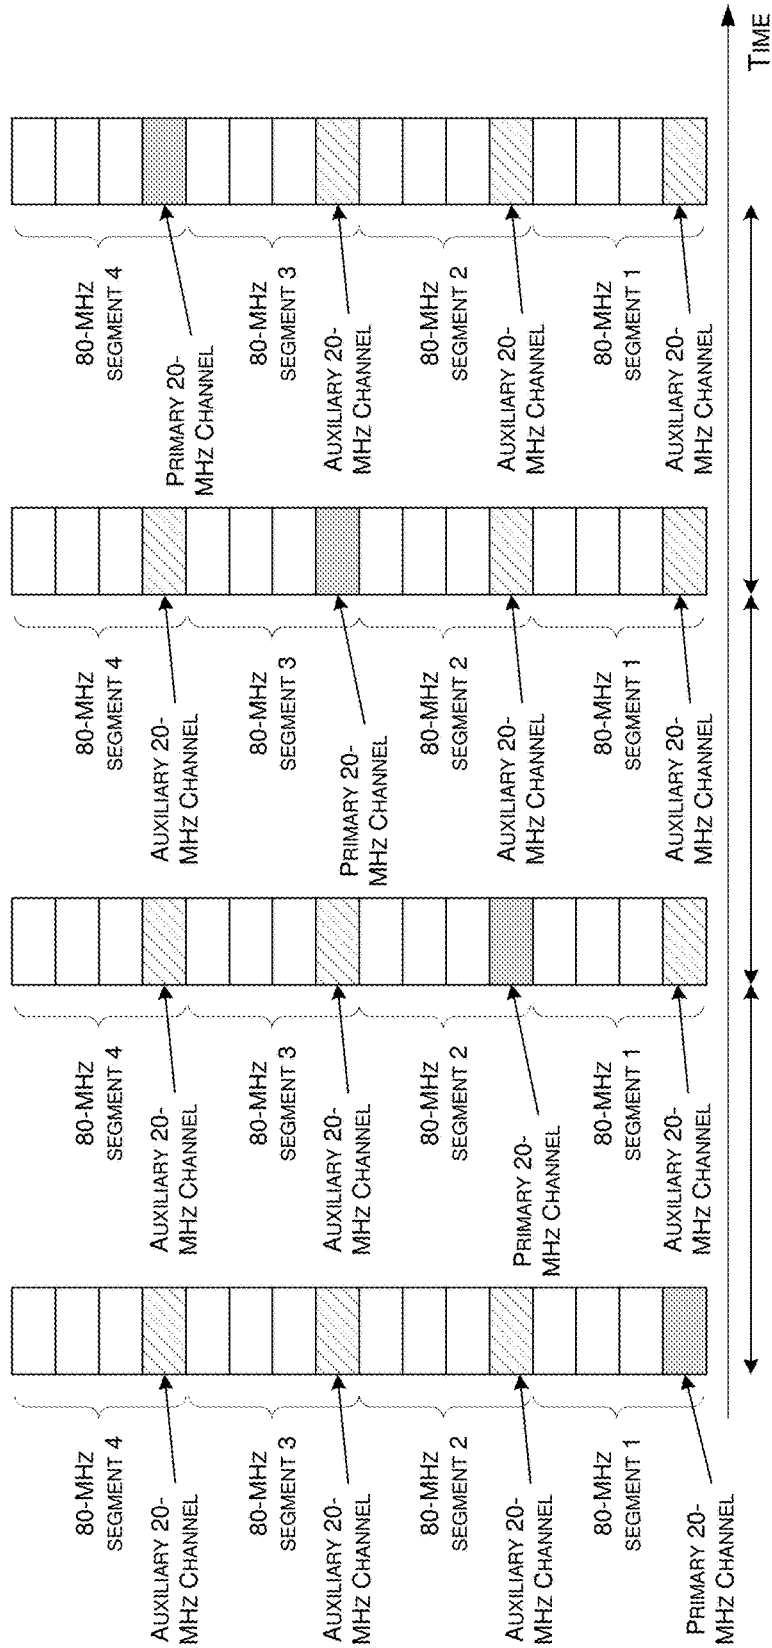 80-MHZ
SEGMENT 4
AUXILIARY 20-
MHZ CHANNEL
80-MHZ
SEGMENT 3
AUXILIARY 20-
MHZ CHANNEL
80-MHZ
SEGMENT 2
AUXILIARY 20-
MHZ CHANNEL
80-MHZ
SEGMENT 1
PRIMARY 20-
MHZ CHANNEL
80-MHZ
SEGMENT 4
AUXILIARY 20-
MHZ CHANNEL
80-MHZ
SEGMENT 3
AUXILIARY 20-
MHZ CHANNEL
80-MHZ
SEGMENT 2
PRIMARY 20-
MHZ CHANNEL
80-MHZ
SEGMENT 1
AUXILIARY 20-
MHZ CHANNEL
80-MHZ
SEGMENT 4
AUXILIARY 20-
MHZ CHANNEL
80-MHZ
SEGMENT 3
PRIMARY 20-
MHZ CHANNEL
80-MHZ
SEGMENT 2
AUXILIARY 20-
MHZ CHANNEL
80-MHZ
SEGMENT 1
AUXILIARY 20-
MHZ CHANNEL
80-MHZ
SEGMENT 4
PRIMARY 20-
MHZ CHANNEL
80-MHZ
SEGMENT 3
AUXILIARY 20-
MHZ CHANNEL
80-MHZ
SEGMENT 2
AUXILIARY 20-
MHZ CHANNEL
80-MHZ
SEGMENT 1
AUXILIARY 20-
MHZ CHANNEL
TIME